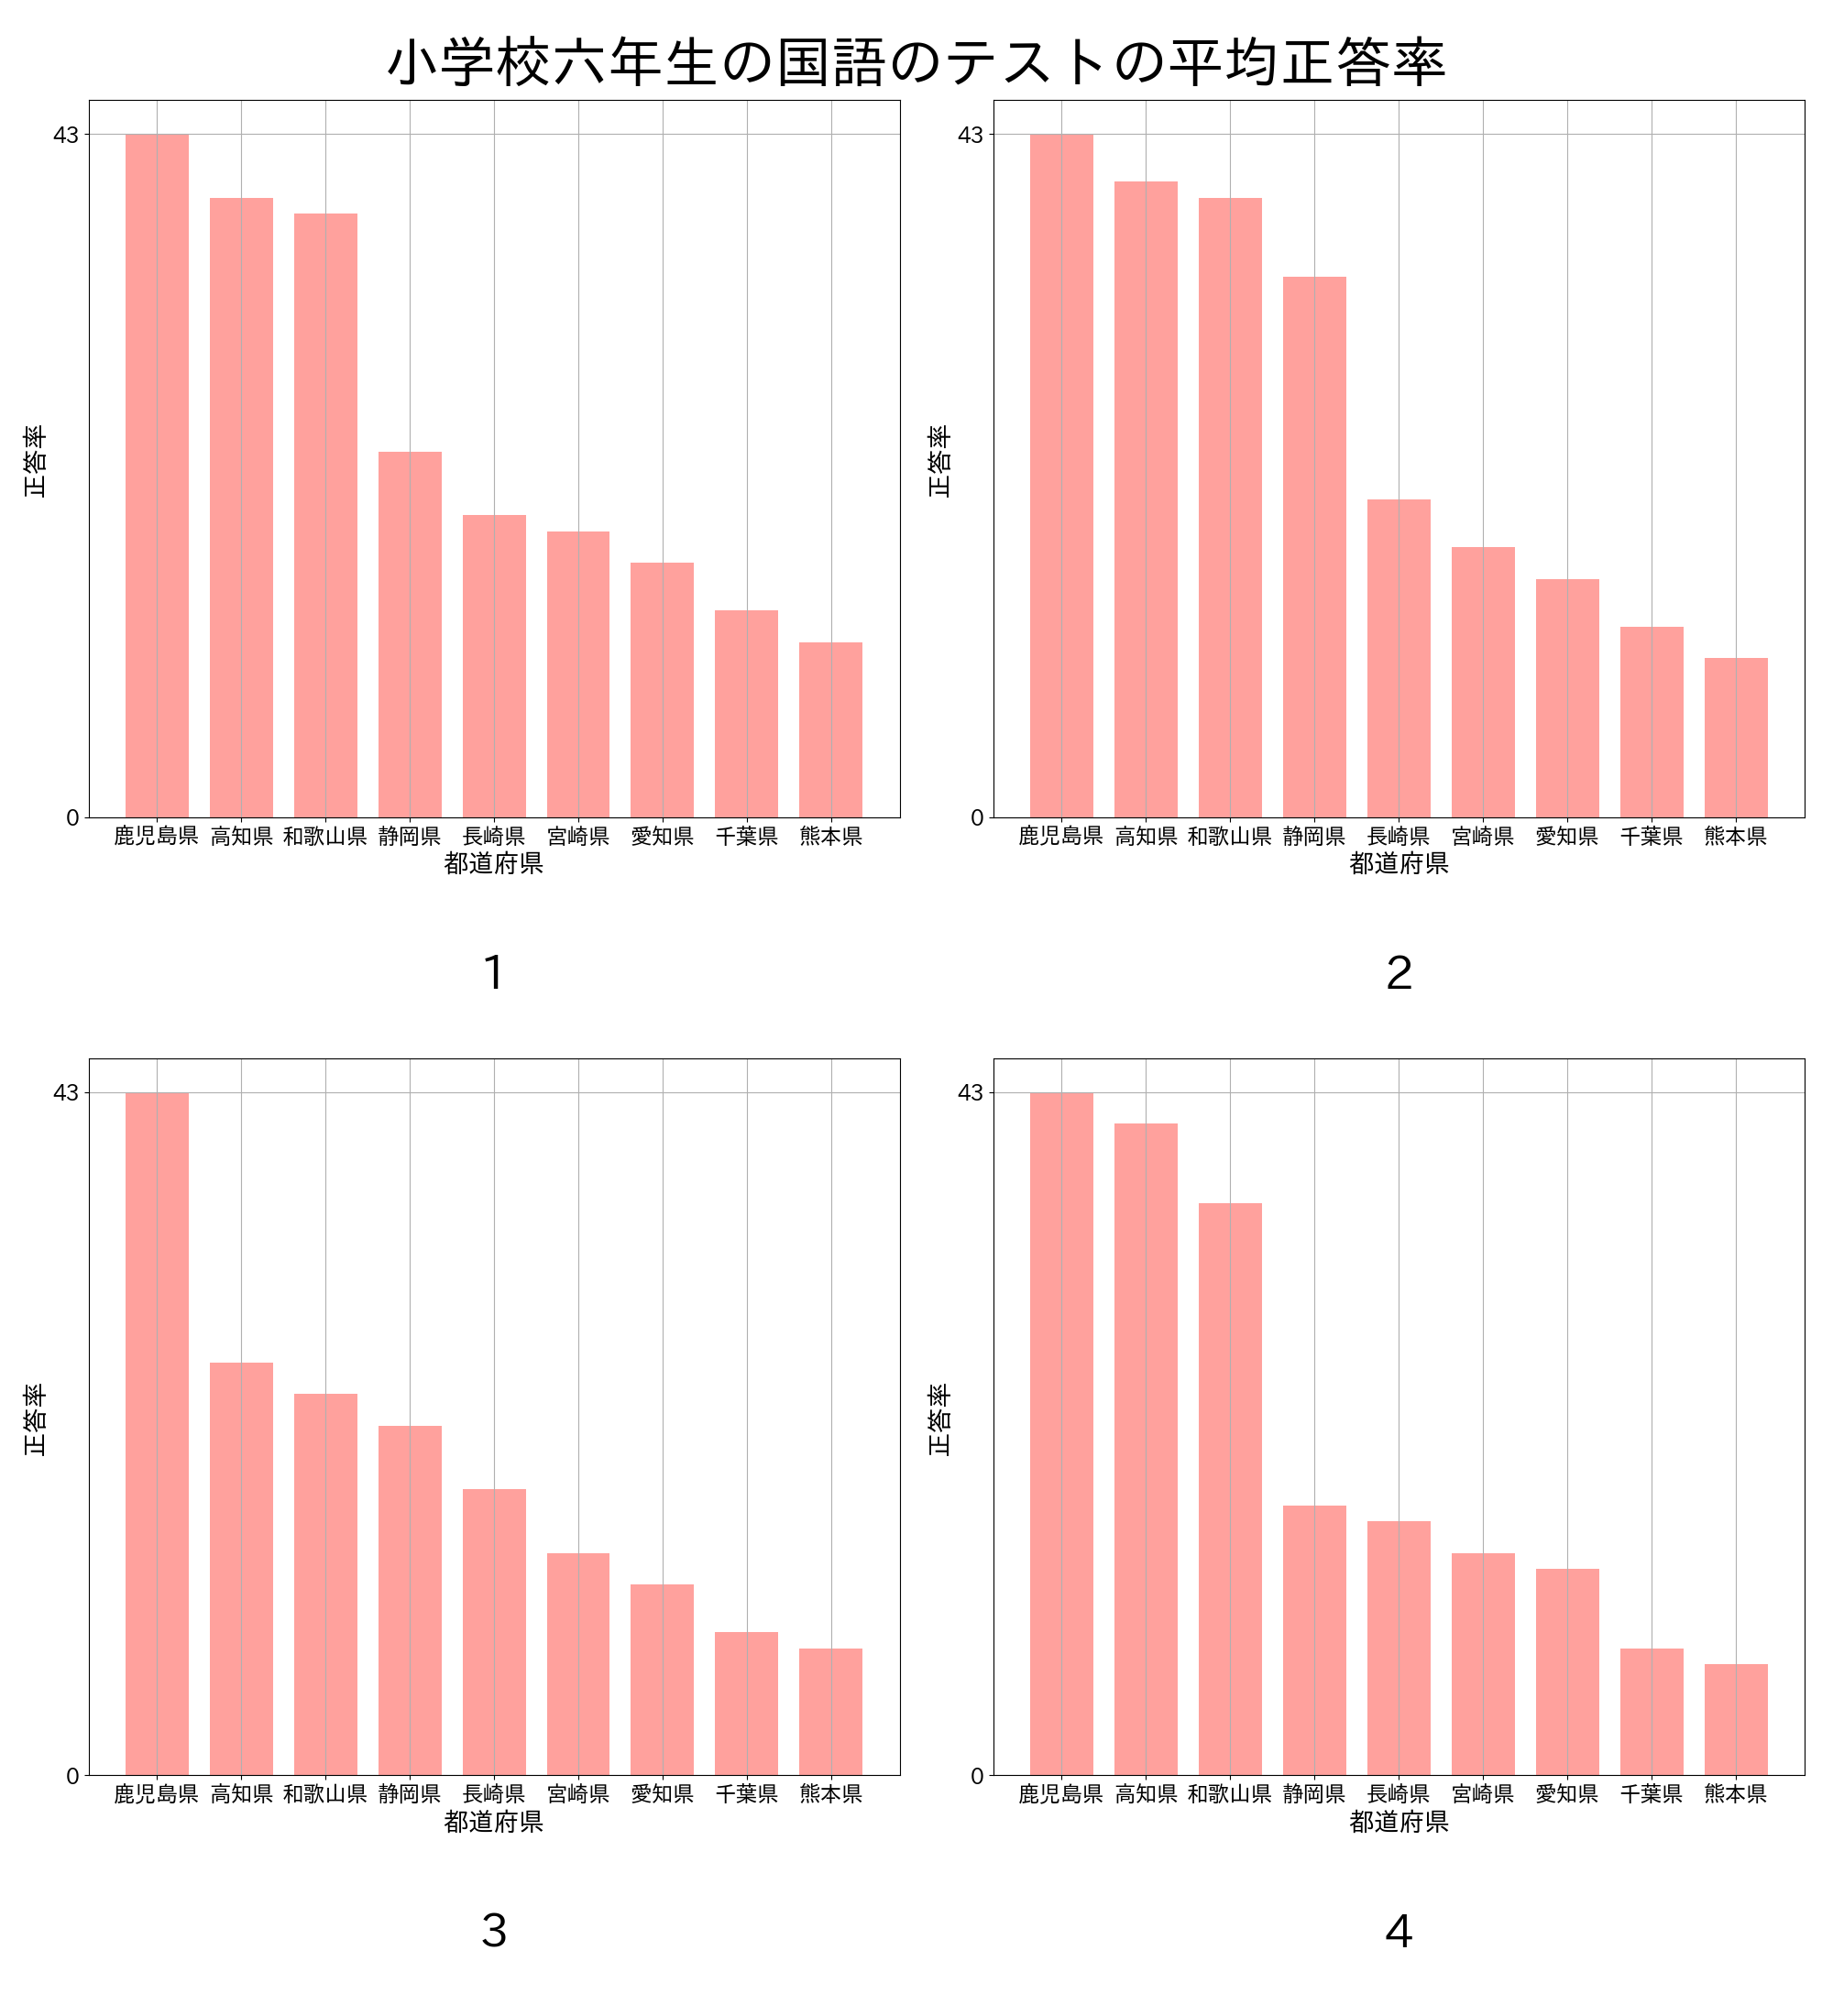 小学校六年生の国語のテストの平均正答率
43
0
正答率
鹿児島県 高知県 和歌山県 静岡県 長崎県 宮崎県 愛知県 千葉県 熊本県
都道府県
1
43
0
正答率
鹿児島県 高知県 和歌山県 静岡県 長崎県 宮崎県 愛知県 千葉県 熊本県
都道府県
2
43
0
正答率
鹿児島県 高知県 和歌山県 静岡県 長崎県 宮崎県 愛知県 千葉県 熊本県
都道府県
3
43
0
正答率
鹿児島県 高知県 和歌山県 静岡県 長崎県 宮崎県 愛知県 千葉県 熊本県
都道府県
4